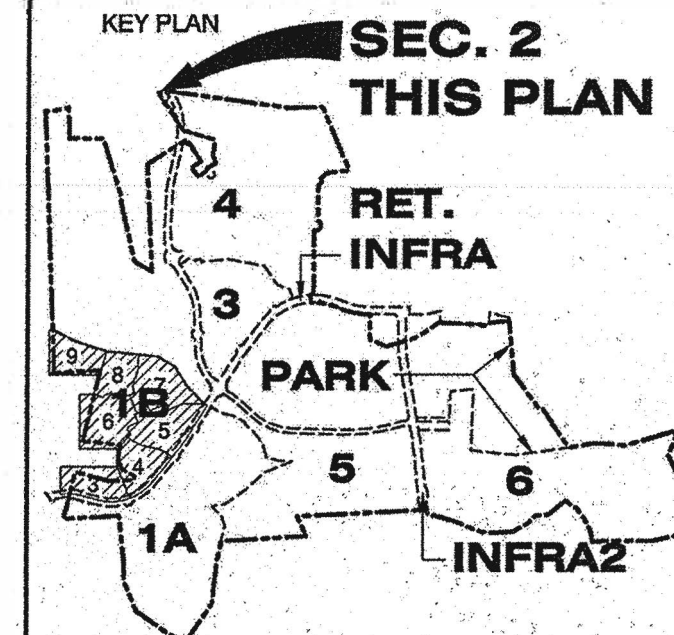 KEY PLAN
SEC. 2
THIS PLAN
4
RET.
INFRA
3
9
8
7
PARK
1B
6
5
4
3
5
6
1A
INFRA2